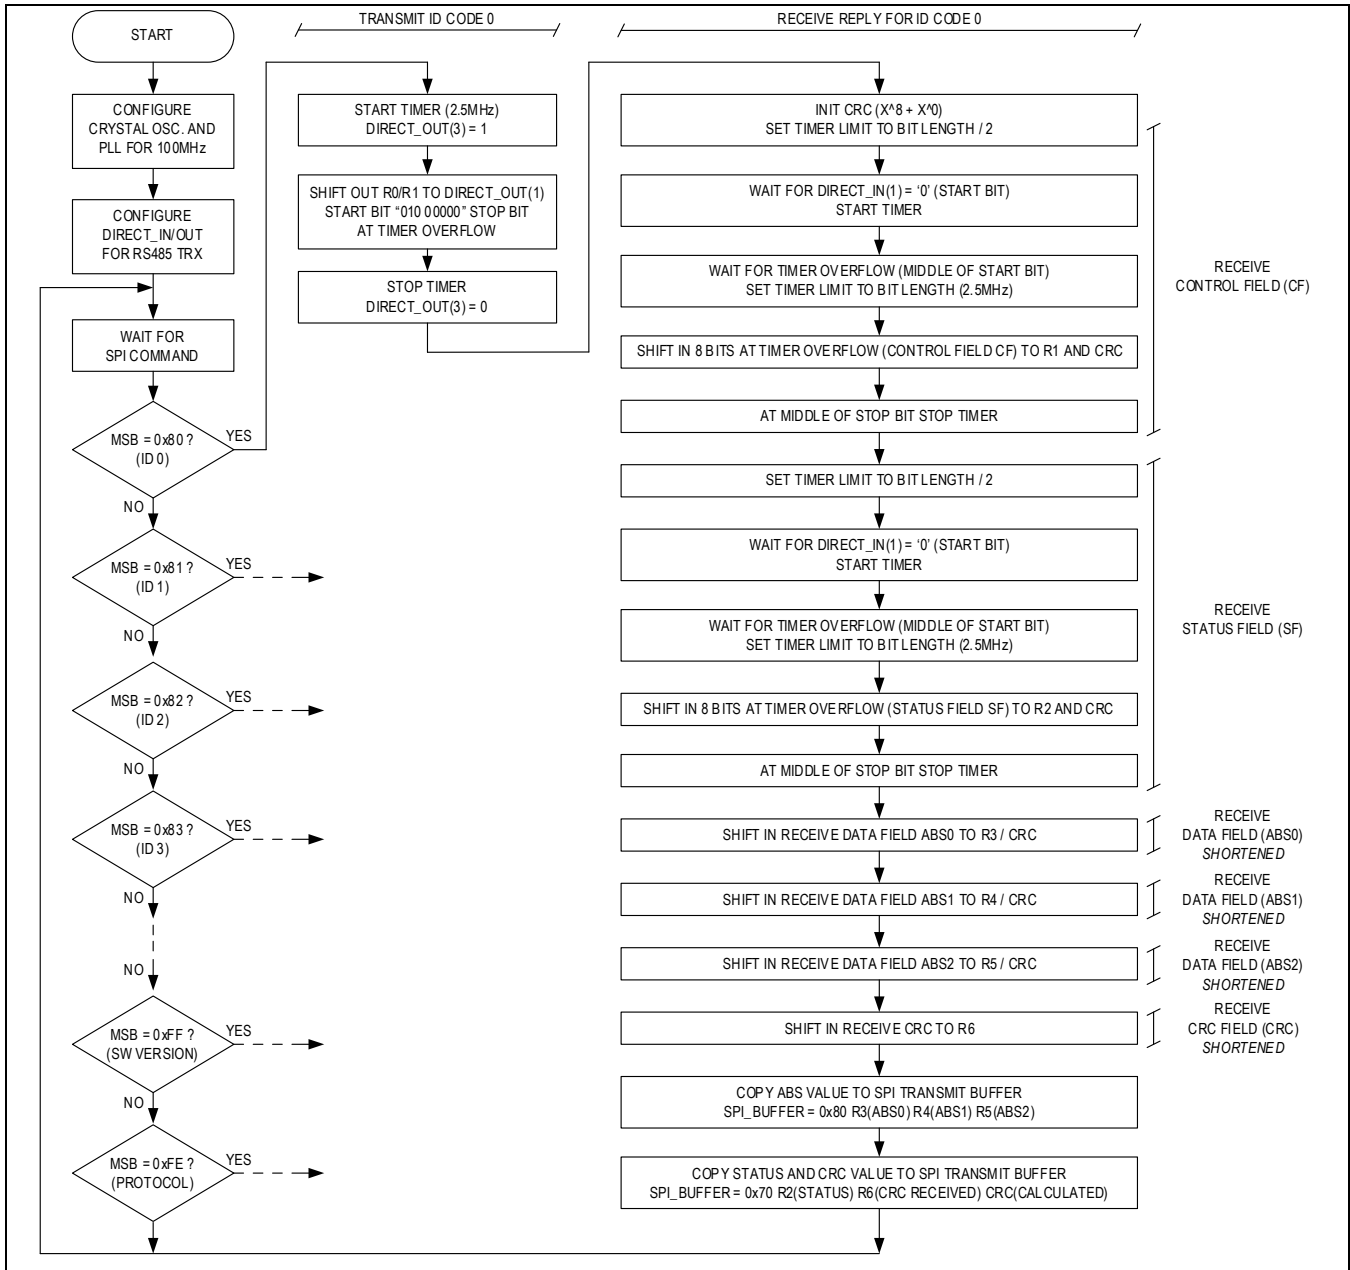 START
CONFIGURE
CRYSTAL OSC. AND
PLL FOR 100MHz
CONFIGURE
DIRECT_IN/OUT
FOR RS485 TRX
WAIT FOR
SPI COMMAND
MSB = 0x80 ?
(ID 0)
YES
NO
MSB = 0x81 ?
(ID 1)
YES
NO
MSB = 0x82 ?
(ID 2)
YES
NO
MSB = 0x83 ?
(ID 3)
YES
NO
NO
MSB = 0xFF ?
(SW VERSION)
YES
NO
MSB = 0xFE ?
(PROTOCOL)
YES
TRANSMIT ID CODE 0
START TIMER (2.5MHz)
DIRECT_OUT(3) = 1
SHIFT OUT R0/R1 TO DIRECT_OUT(1)
START BIT “010 00000” STOP BIT
AT TIMER OVERFLOW
STOP TIMER
DIRECT_OUT(3) = 0
RECEIVE REPLY FOR ID CODE 0
INIT CRC (X^8 + X^0)
SET TIMER LIMIT TO BIT LENGTH / 2
WAIT FOR DIRECT_IN(1) = ‘0’ (START BIT)
START TIMER
WAIT FOR TIMER OVERFLOW (MIDDLE OF START BIT)
SET TIMER LIMIT TO BIT LENGTH (2.5MHz)
SHIFT IN 8 BITS AT TIMER OVERFLOW (CONTROL FIELD CF) TO R1 AND CRC
AT MIDDLE OF STOP BIT STOP TIMER
RECEIVE
CONTROL FIELD (CF)
SET TIMER LIMIT TO BIT LENGTH / 2
WAIT FOR DIRECT_IN(1) = ‘0’ (START BIT)
START TIMER
WAIT FOR TIMER OVERFLOW (MIDDLE OF START BIT)
SET TIMER LIMIT TO BIT LENGTH (2.5MHz)
SHIFT IN 8 BITS AT TIMER OVERFLOW (STATUS FIELD SF) TO R2 AND CRC
AT MIDDLE OF STOP BIT STOP TIMER
RECEIVE
STATUS FIELD (SF)
SHIFT IN RECEIVE DATA FIELD ABS0 TO R3 / CRC
RECEIVE
DATA FIELD (ABS0)
SHORTENED
SHIFT IN RECEIVE DATA FIELD ABS1 TO R4 / CRC
RECEIVE
DATA FIELD (ABS1)
SHORTENED
SHIFT IN RECEIVE DATA FIELD ABS2 TO R5 / CRC
RECEIVE
DATA FIELD (ABS2)
SHORTENED
SHIFT IN RECEIVE CRC TO R6
RECEIVE
CRC FIELD (CRC)
SHORTENED
COPY ABS VALUE TO SPI TRANSMIT BUFFER
SPI_BUFFER = 0x80 R3(ABS0) R4(ABS1) R5(ABS2)
COPY STATUS AND CRC VALUE TO SPI TRANSMIT BUFFER
SPI_BUFFER = 0x70 R2(STATUS) R6(CRC RECEIVED) CRC(CALCULATED)